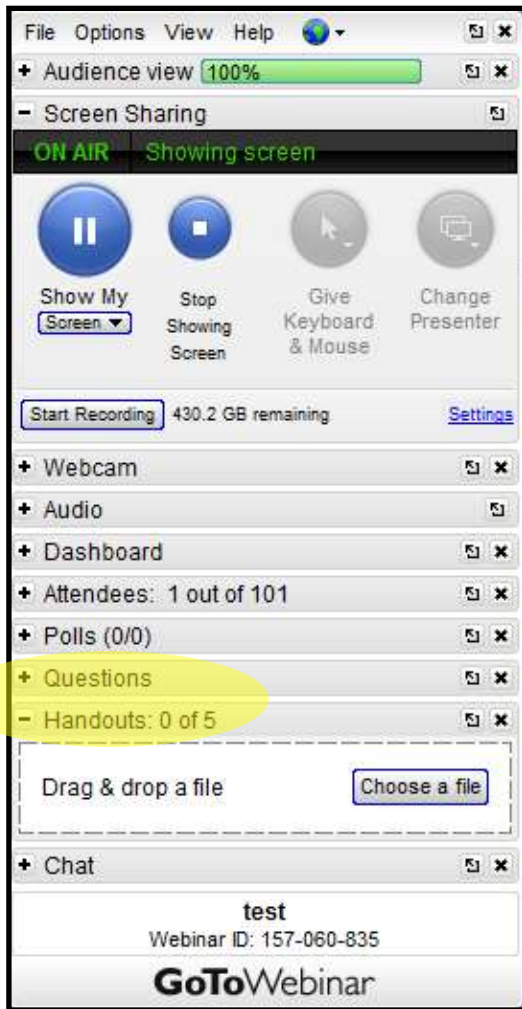 File Options View Help
+ Audience view 100%
- Screen Sharing
ON AIR Showing screen
Show My Screen ▼
Stop Showing Screen
Give Keyboard & Mouse
Change Presenter
Start Recording 430.2 GB remaining Settings
+ Webcam
+ Audio
+ Dashboard
+ Attendees: 1 out of 101
+ Polls (0/0)
+ Questions
- Handouts: 0 of 5
Drag & drop a file Choose a file
+ Chat
test
Webinar ID: 157-060-835
GoToWebinar